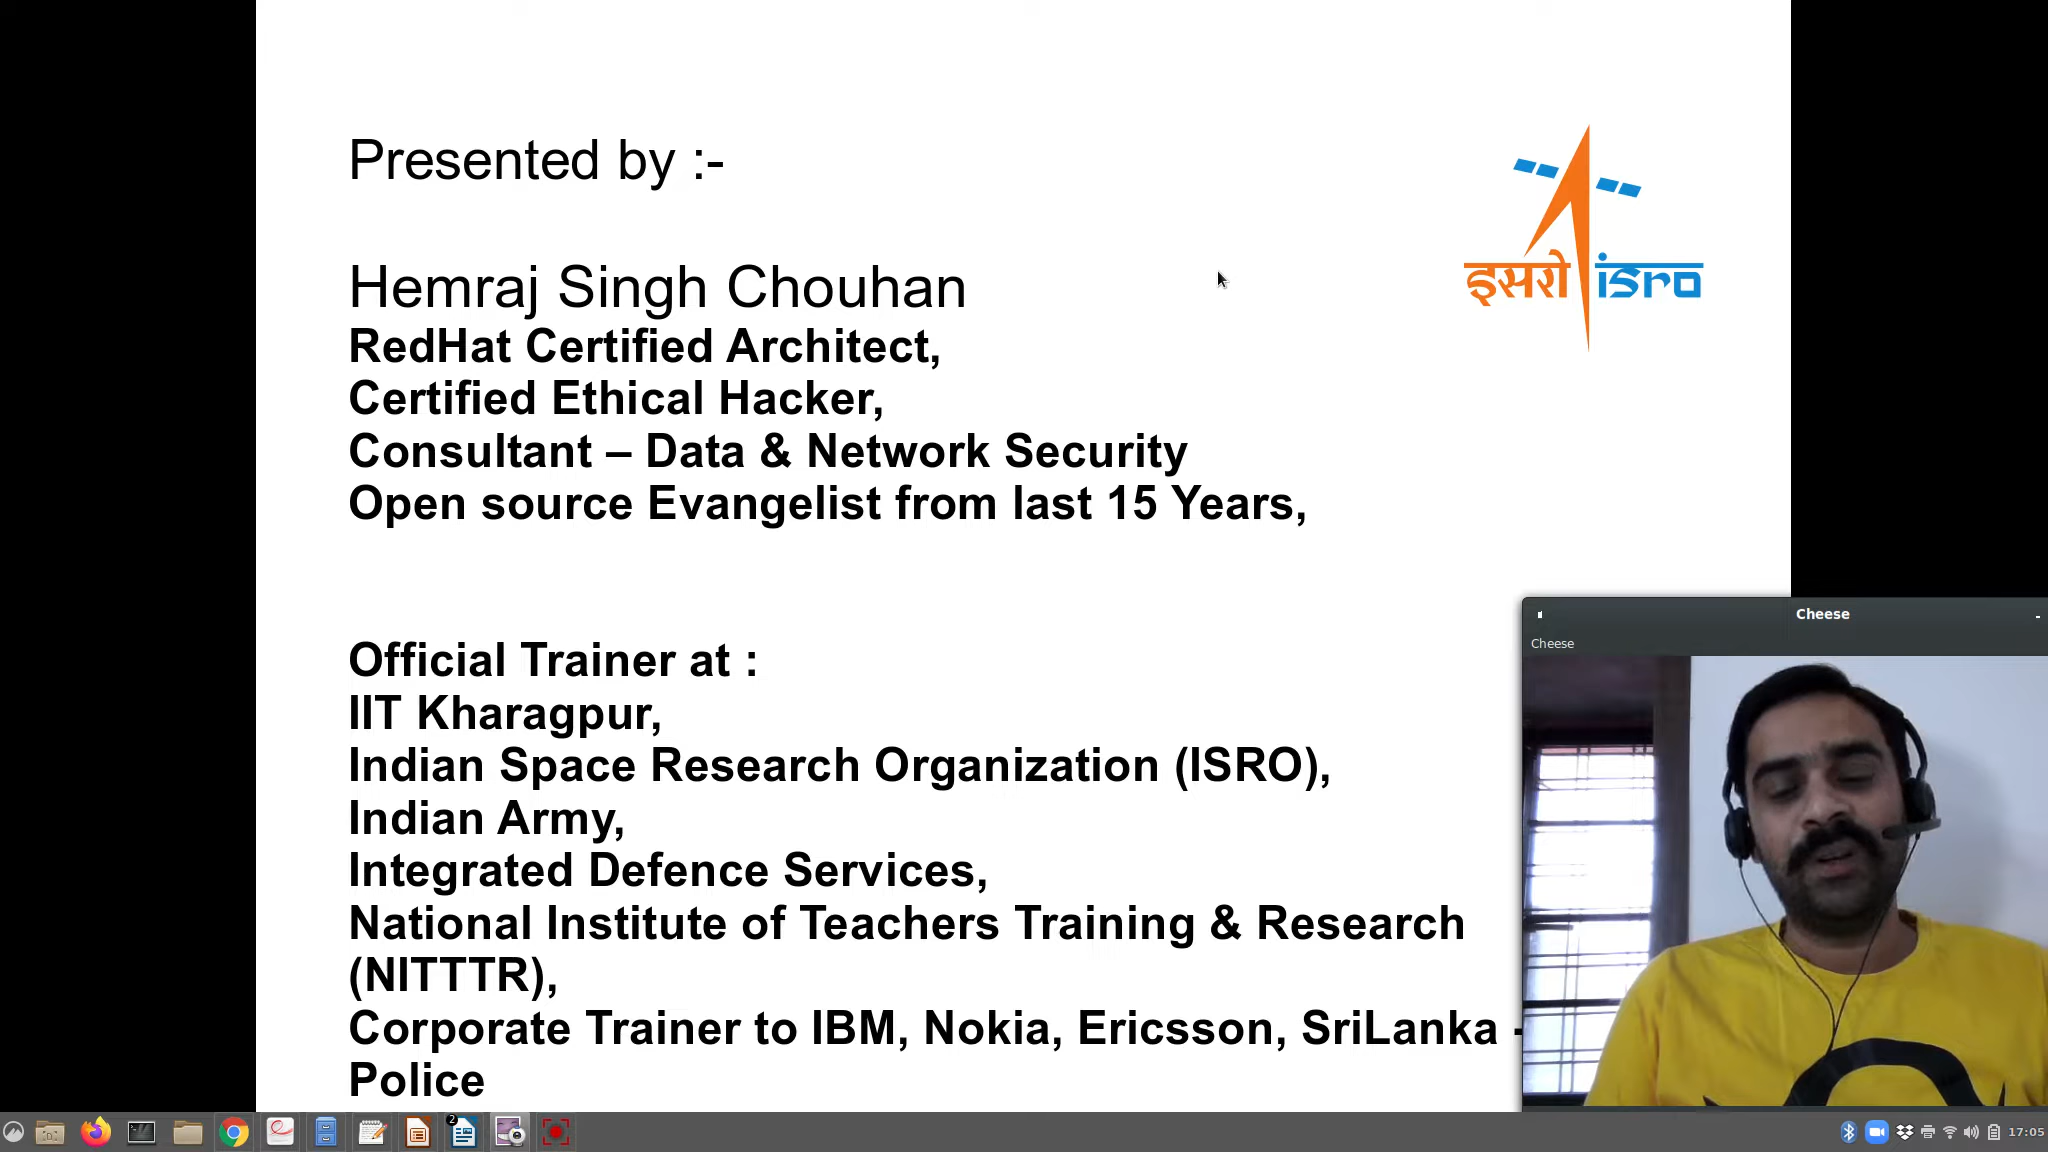 Presented by :-
Hemraj Singh Chouhan
RedHat Certified Architect,
Certified Ethical Hacker,
Consultant – Data & Network Security
Open source Evangelist from last 15 Years,
इसरो isro
Official Trainer at :
IIT Kharagpur,
Indian Space Research Organization (ISRO),
Indian Army,
Integrated Defence Services,
National Institute of Teachers Training & Research
(NITTTR),
Corporate Trainer to IBM, Nokia, Ericsson, SriLanka -
Police
Cheese
Cheese
2
17:05